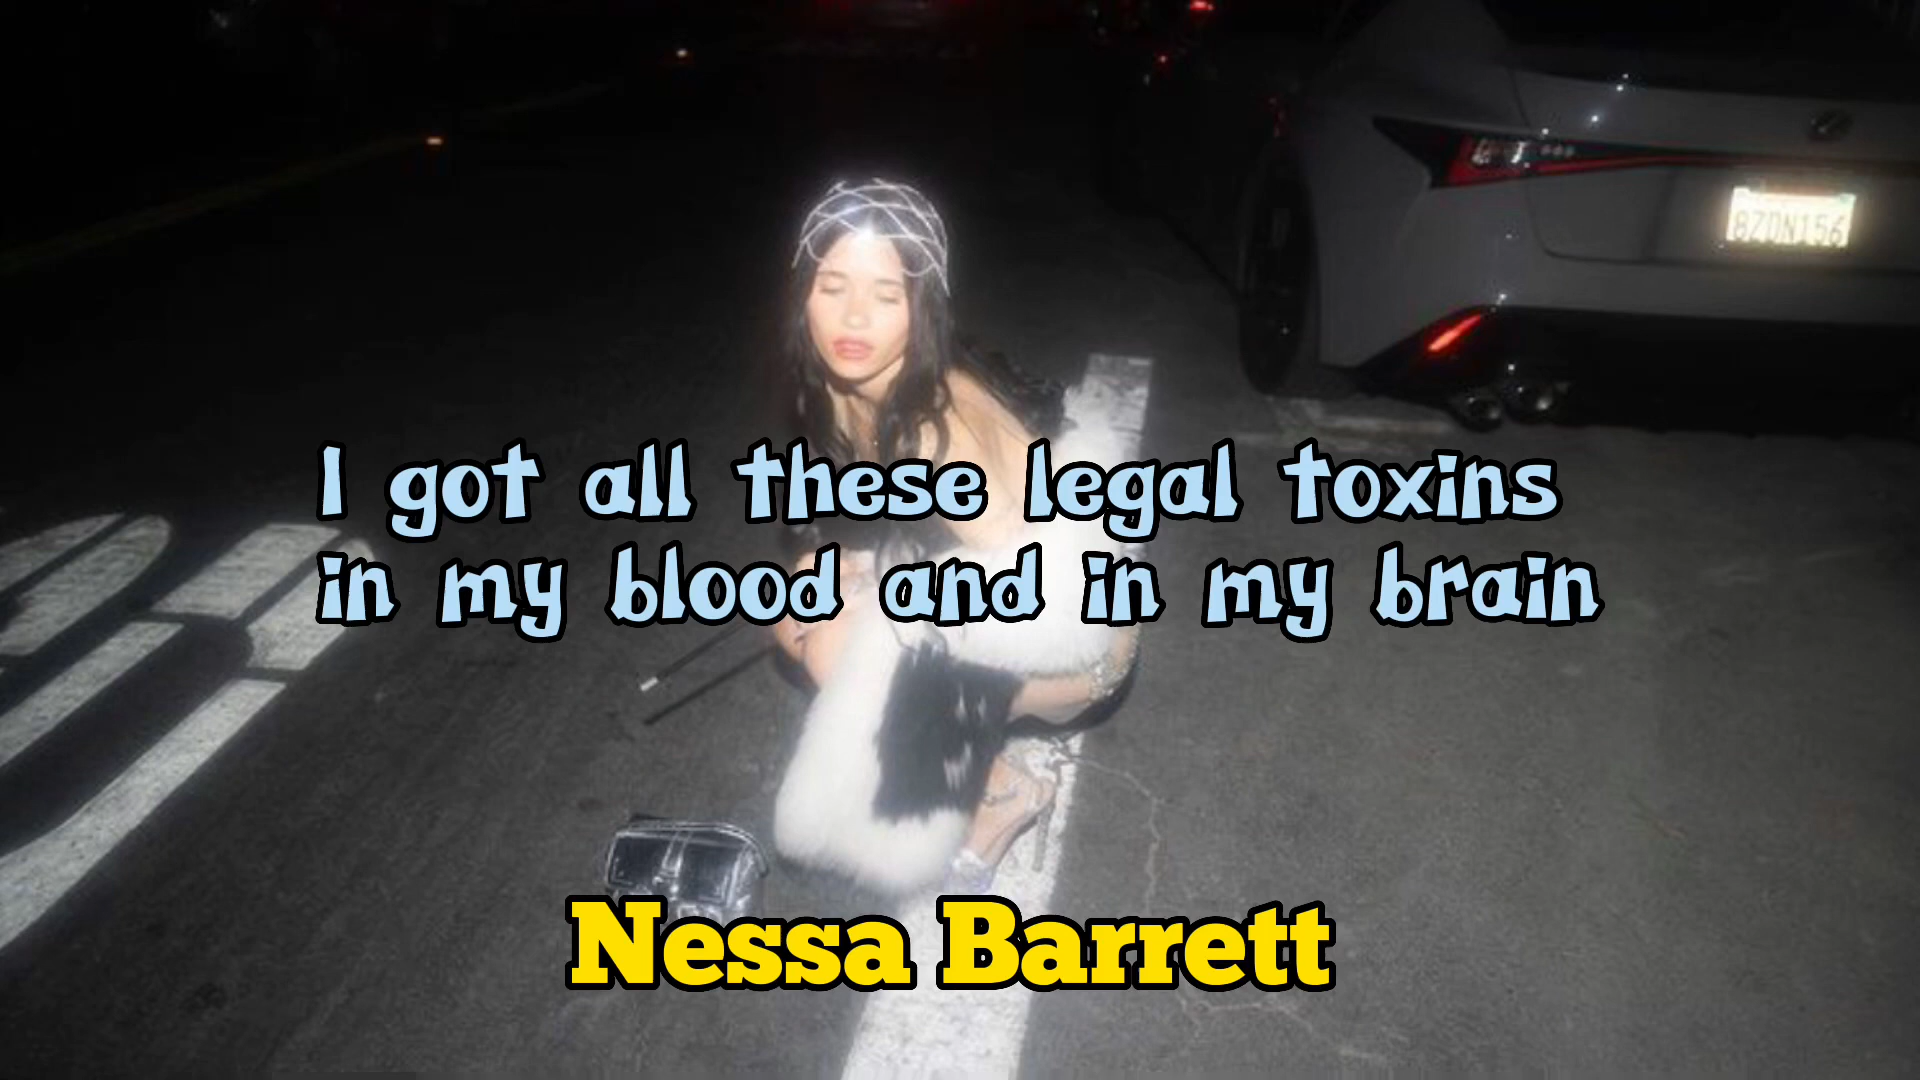 8ZDN156
I got all these legal toxins
in my blood and in my brain
Nessa Barrett